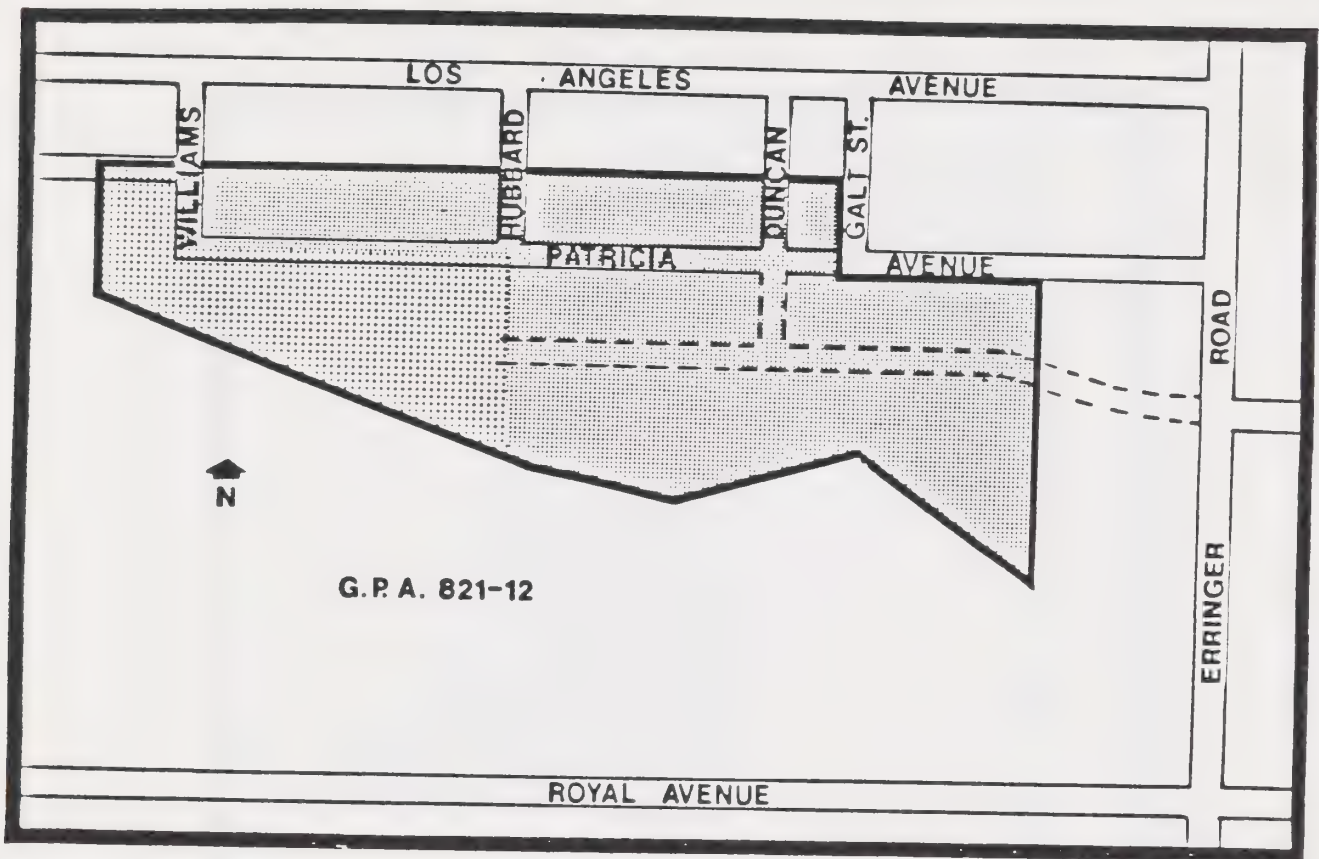 LOS ANGELES AVENUE
WILLIAMS
HUBBARD
DUNCAN
GALT ST.
PATRICIA AVENUE
ROAD
N
G.P.A. 821-12
ERRINGER
ROYAL AVENUE